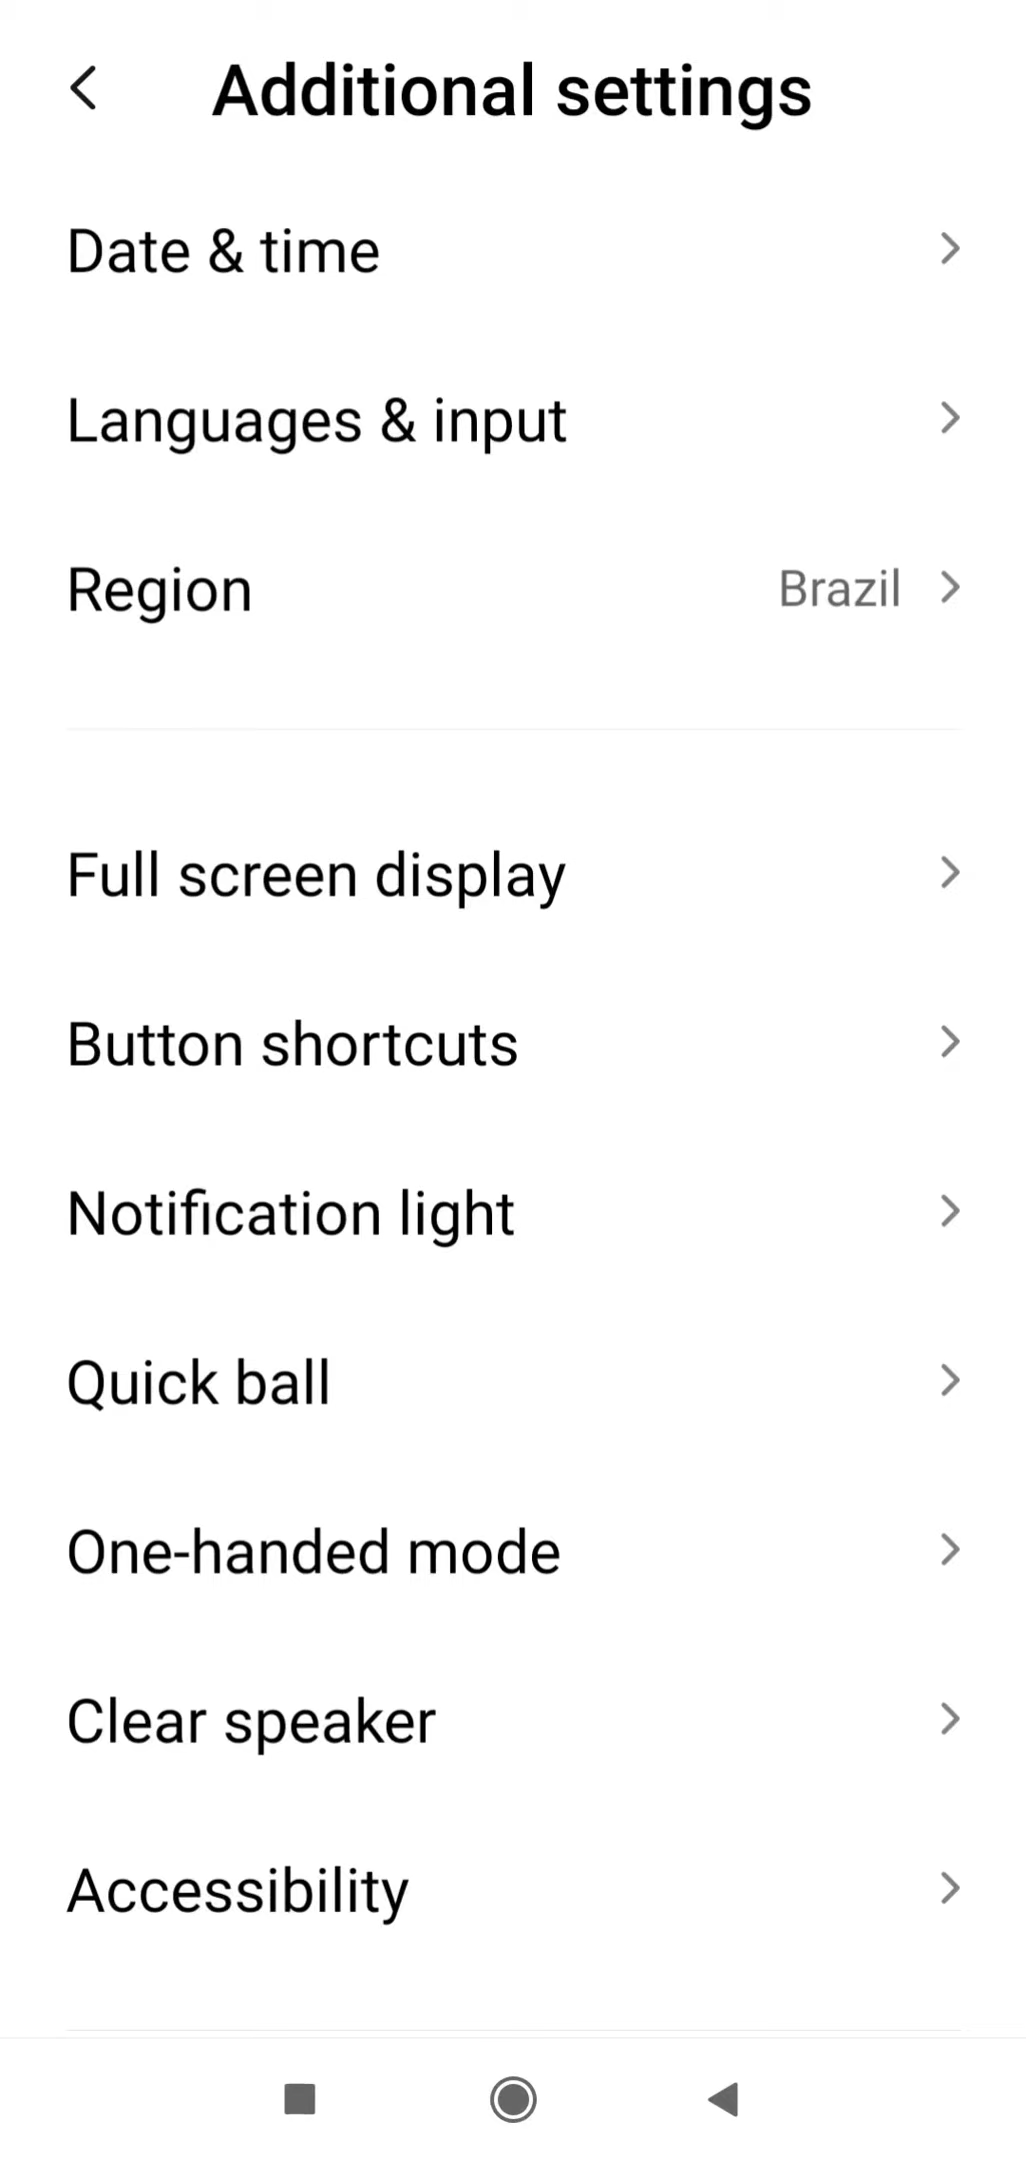 Additional settings
Date & time
Languages & input
Region Brazil
Full screen display
Button shortcuts
Notification light
Quick ball
One-handed mode
Clear speaker
Accessibility